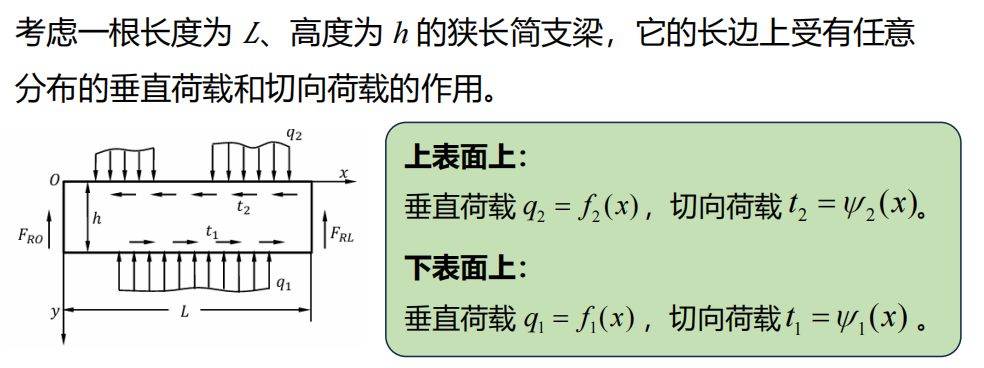 考虑一根长度为 L、高度为 h 的狭长简支梁，它的长边上受有任意
分布的垂直荷载和切向荷载的作用。
q₂
O
x
t₂
h
F_RO
t₁
F_RL
q₁
y
L
上表面上：
垂直荷载 q₂ = f₂(x)，切向荷载 t₂ = ψ₂(x)。
下表面上：
垂直荷载 q₁ = f₁(x)，切向荷载 t₁ = ψ₁(x) 。